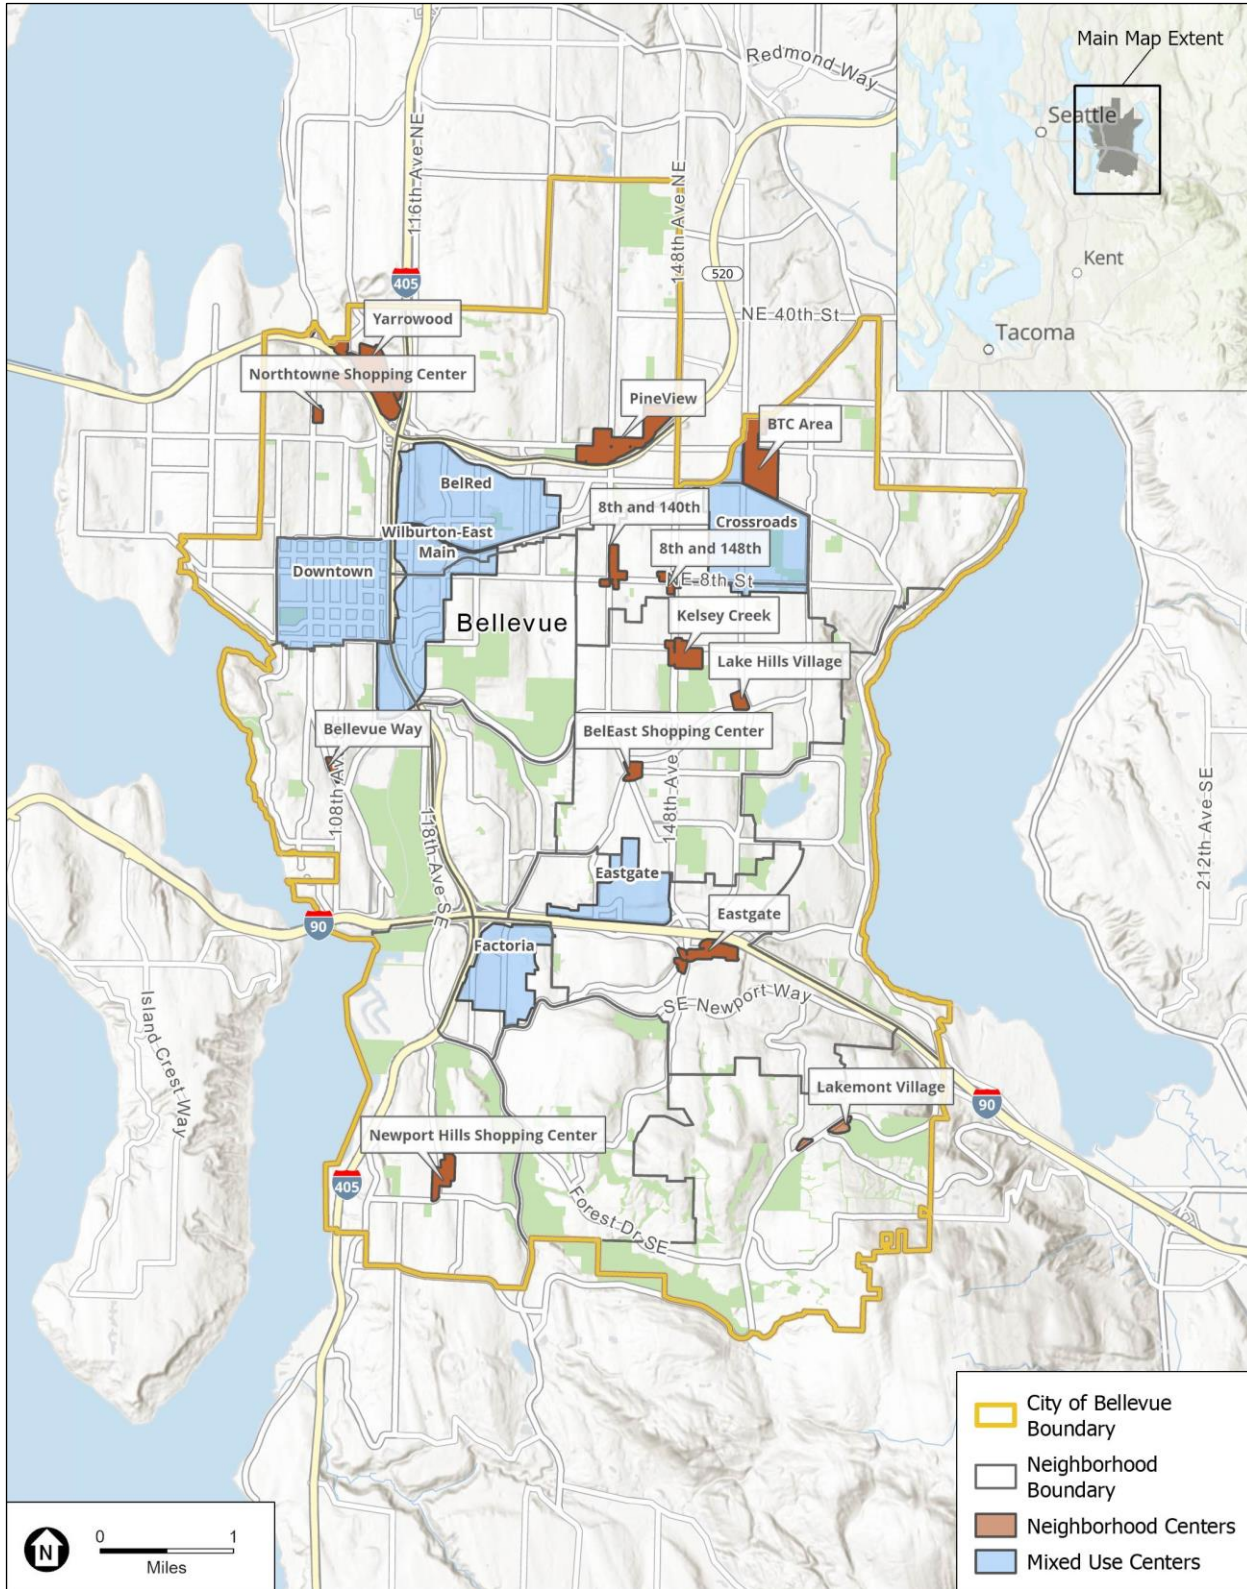 Main Map Extent
Redmond Way
Seattle
Kent
Tacoma
116th Ave NE
148th Ave NE
520
405
NE 40th St
Yarrowood
Northtowne Shopping Center
PineView
BTC Area
BelRed
8th and 140th
Crossroads
Wilburton-East
Main
8th and 148th
Downtown
NE 8th St
Bellevue
Kelsey Creek
Lake Hills Village
Bellevue Way
BelEast Shopping Center
108th Av
118th Ave SE
148th Ave
212th Ave SE
Eastgate
Eastgate
90
Factoria
SE Newport Way
Island Crest Way
Lakemont Village
90
Newport Hills Shopping Center
405
Forest Dr SE
City of Bellevue
Boundary
Neighborhood
Boundary
Neighborhood Centers
Mixed Use Centers
N
0 1
Miles